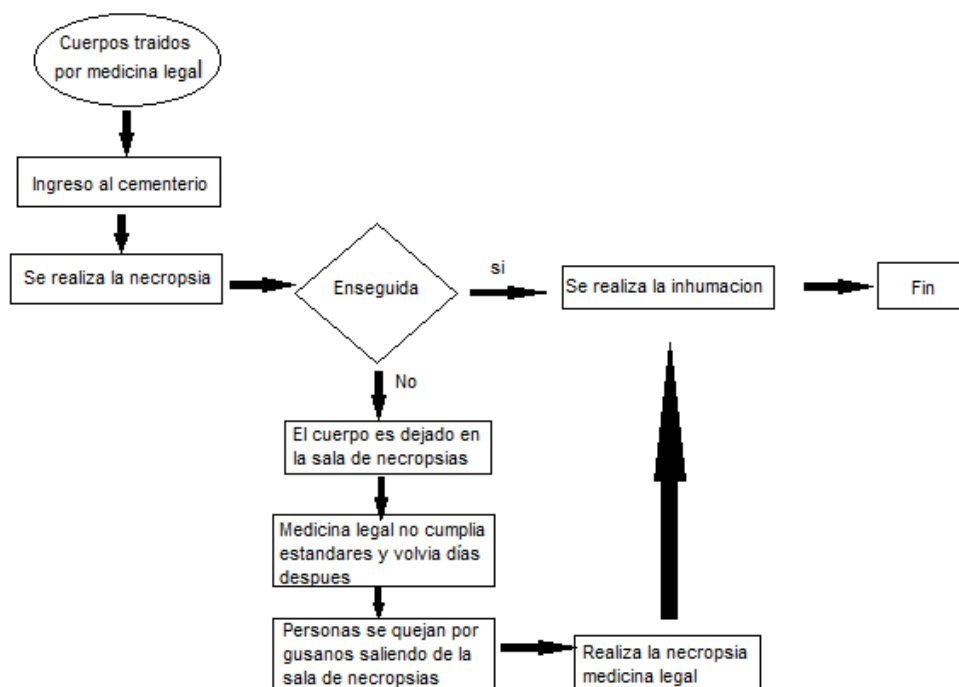 Cuerpos traidos
por medicina legal
Ingreso al cementerio
Se realiza la necropsia
Enseguida
si
Se realiza la inhumacion
Fin
No
El cuerpo es dejado en
la sala de necropsias
Medicina legal no cumplia
estandares y volvia días
despues
Personas se quejan por
gusanos saliendo de la
sala de necropsias
Realiza la necropsia
medicina legal